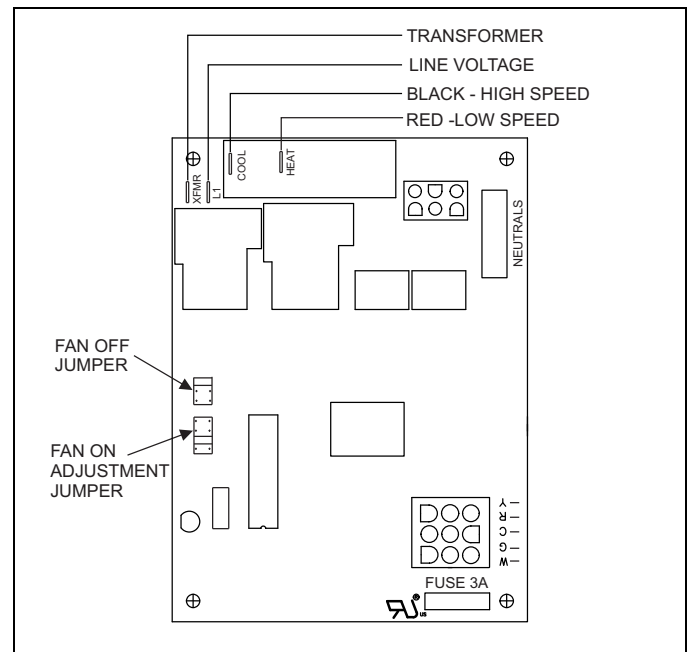 TRANSFORMER
LINE VOLTAGE
BLACK - HIGH SPEED
RED -LOW SPEED
XFMR
L1
COOL
HEAT
NEUTRALS
FAN OFF
JUMPER
FAN ON
ADJUSTMENT
JUMPER
Y
R
C
G
W
FUSE 3A
®
us